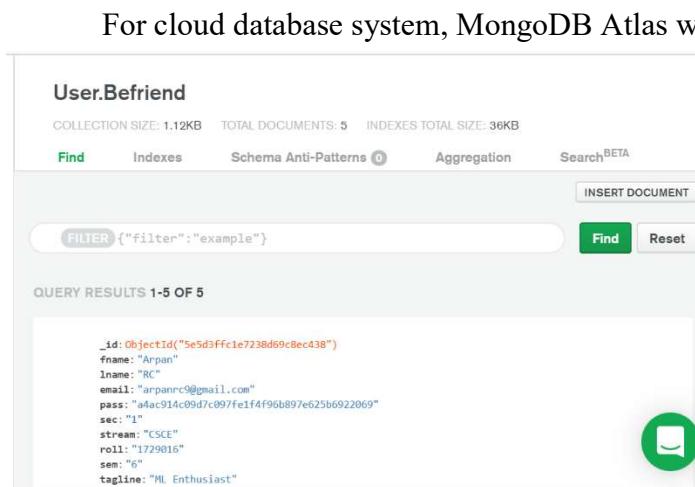 For cloud database system, MongoDB Atlas w
User.Befriend
COLLECTION SIZE: 1.12KB TOTAL DOCUMENTS: 5 INDEXES TOTAL SIZE: 36KB
Find Indexes Schema Anti-Patterns 0 Aggregation Search BETA
INSERT DOCUMENT
FILTER {"filter":"example"} Find Reset
QUERY RESULTS 1-5 OF 5
_id: ObjectId("5e5d3ffc1e7238d69c8ec438")
fname: "Arpan"
lname: "RC"
email: "arpanrc9@gmail.com"
pass: "a4ac914c09d7c097fe1f4f96b897e625b6922069"
sec: "1"
stream: "CSCE"
roll: "1729016"
sem: "6"
tagline: "ML Enthusiast"